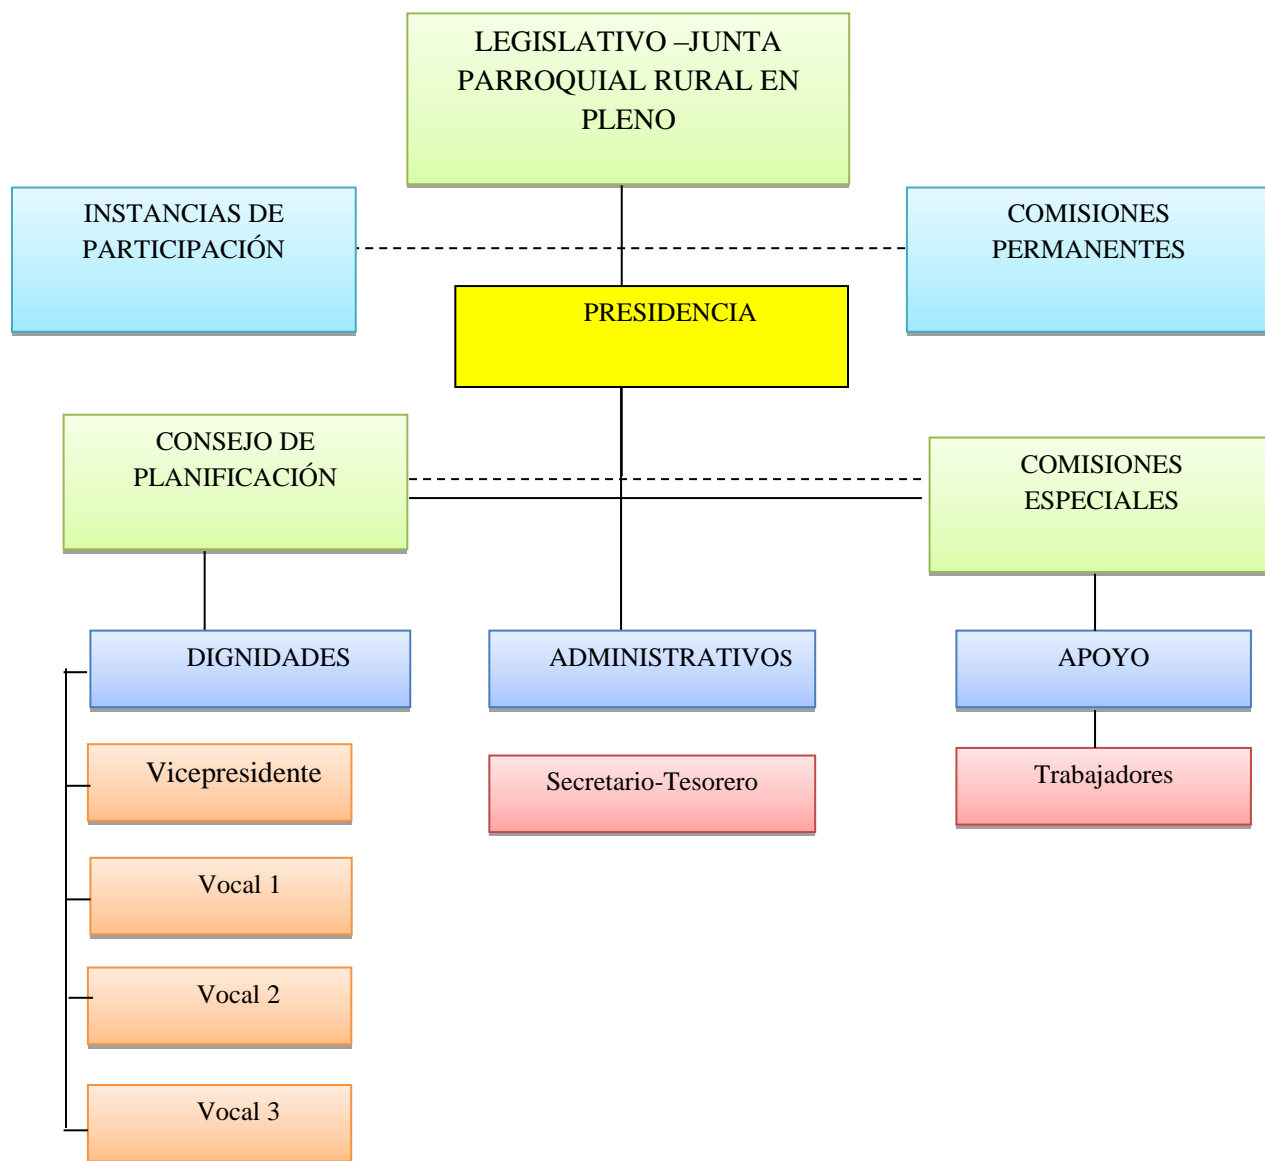 LEGISLATIVO –JUNTA
PARROQUIAL RURAL EN
PLENO
INSTANCIAS DE
PARTICIPACIÓN
COMISIONES
PERMANENTES
PRESIDENCIA
CONSEJO DE
PLANIFICACIÓN
COMISIONES
ESPECIALES
DIGNIDADES
ADMINISTRATIVOS
APOYO
Vicepresidente
Secretario-Tesorero
Trabajadores
Vocal 1
Vocal 2
Vocal 3